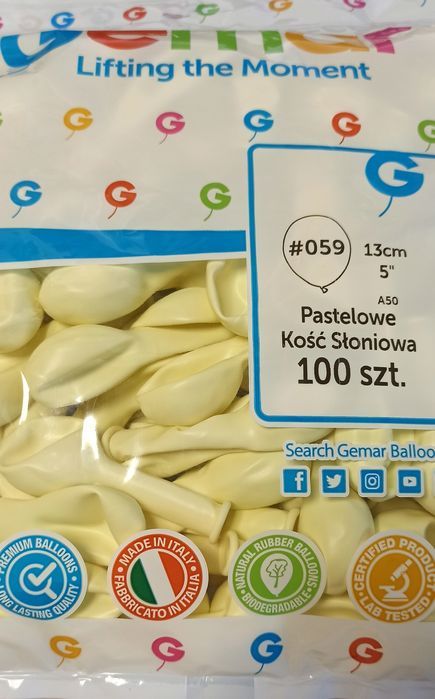 Gemar
Lifting the Moment
G G G G G
G G G G
#059
13cm
5"
A50
Pastelowe
Kość Słoniowa
100 szt.
Search Gemar
PREMIUM BALLOONS
LONG LASTING QUALITY
MADE IN ITALY
FABBRICATO IN ITALIA
NATURAL RUBBER BALLOONS
BIODEGRADABLE
CERTIFIED PRODUCT
LAB TESTED
G G G G